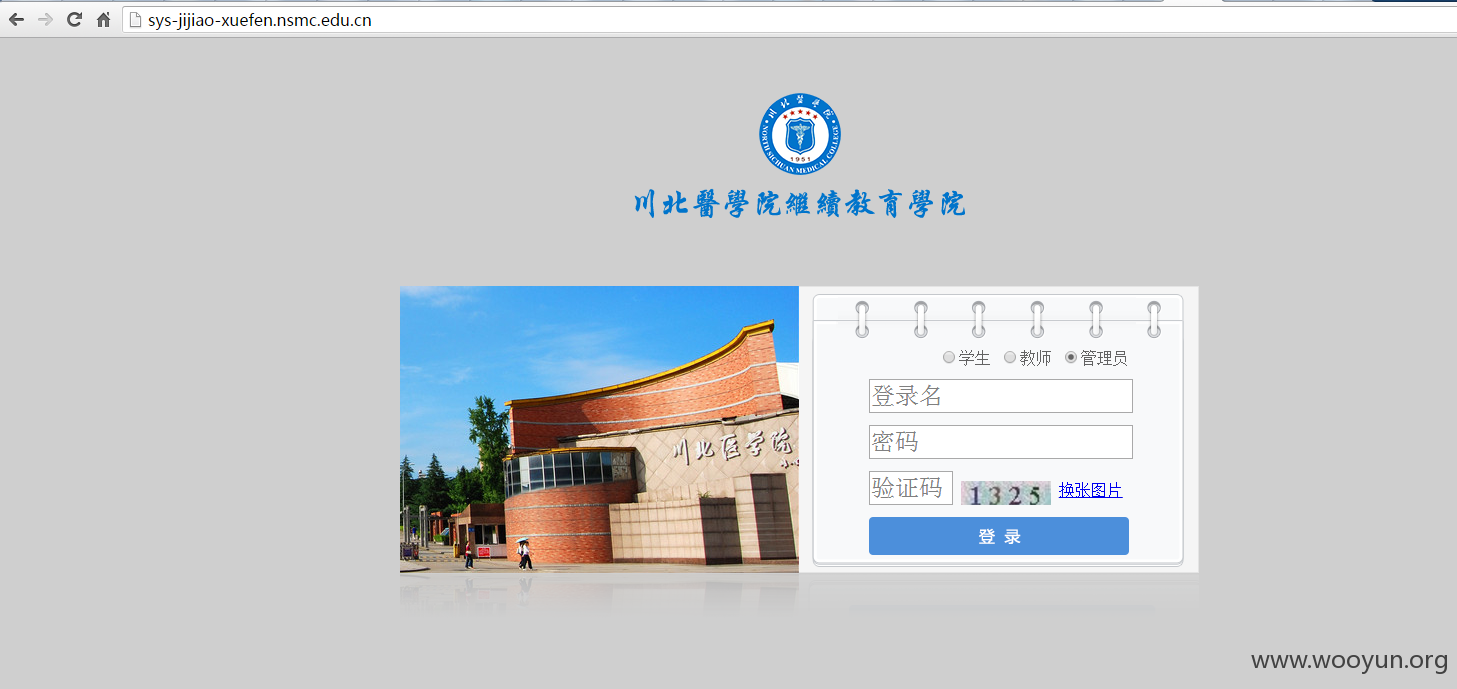 sys-jijiao-xuefen.nsmc.edu.cn
川北醫學院
NORTH SICHUAN MEDICAL COLLEGE
1951
川北醫學院繼續教育學院
川北医学院
学生 教师 管理员
登录名
密码
验证码 1325 换张图片
登 录
www.wooyun.org